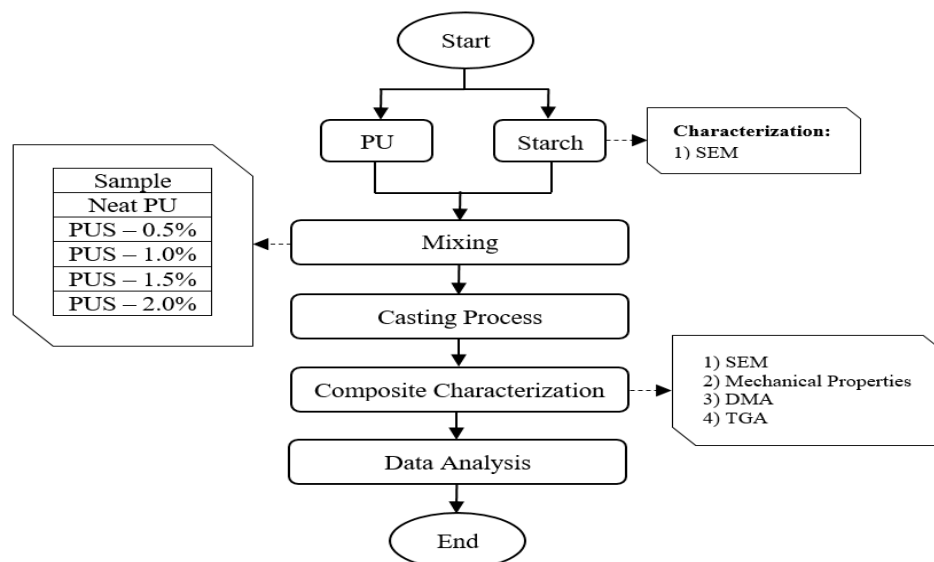 Start
PU
Starch
Characterization:
1) SEM
Sample
Neat PU
PUS – 0.5%
PUS – 1.0%
PUS – 1.5%
PUS – 2.0%
Mixing
Casting Process
Composite Characterization
1) SEM
2) Mechanical Properties
3) DMA
4) TGA
Data Analysis
End